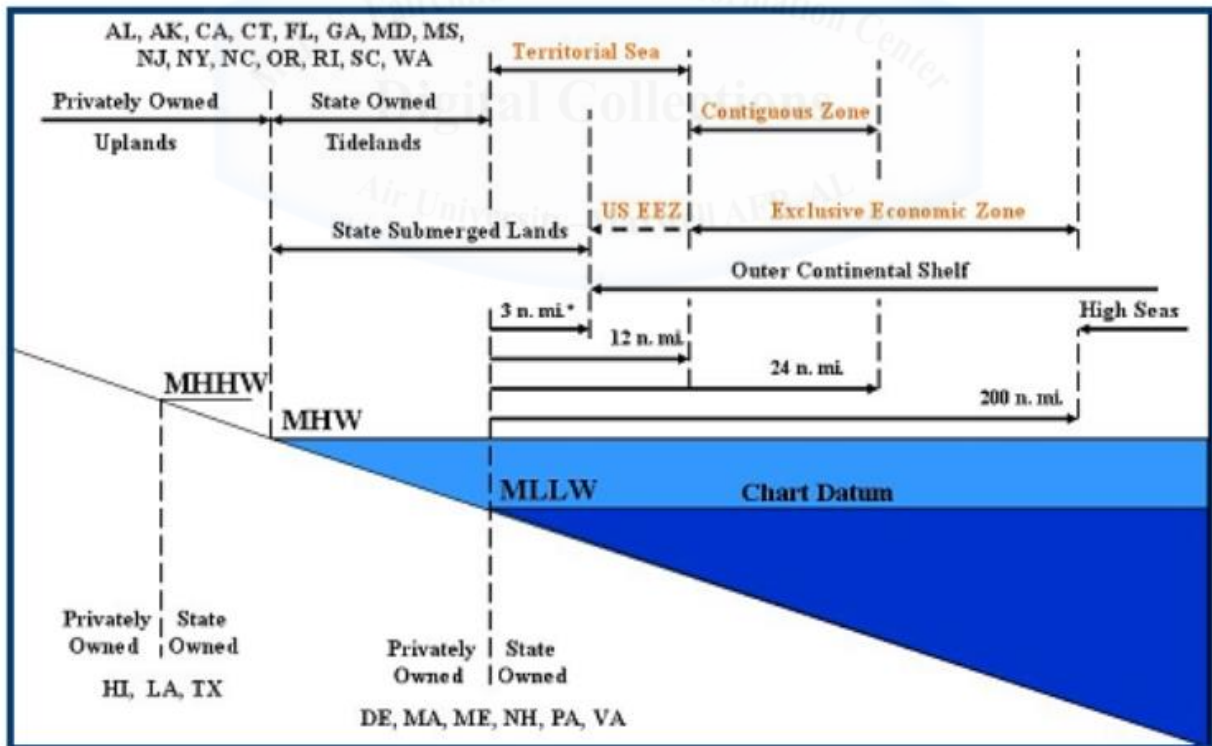 AL, AK, CA, CT, FL, GA, MD, MS,
NJ, NY, NC, OR, RI, SC, WA
Territorial Sea
Privately Owned
State Owned
Digital Collections
Contiguous Zone
Uplands
Tidelands
US EEZ
Exclusive Economic Zone
State Submerged Lands
Outer Continental Shelf
3 n. mi.*
High Seas
12 n. mi.
24 n. mi.
200 n. mi.
MHHW
MHW
MLLW
Chart Datum
Privately
Owned
State
Owned
HI, LA, TX
Privately
Owned
State
Owned
DE, MA, ME, NH, PA, VA